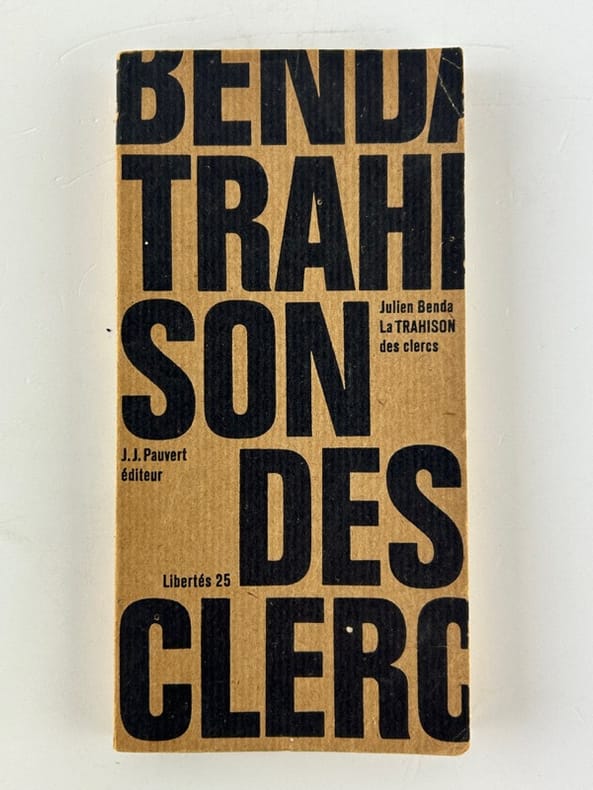 BENDA
TRAHI
SON
Julien Benda
La TRAHISON
des clercs
J.J. Pauvert
éditeur
DES
Libertés 25
CLERC